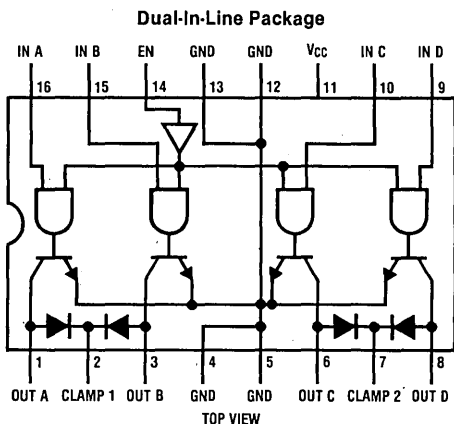 Dual-In-Line Package
IN A IN B EN GND GND VCC IN C IN D
16 15 14 13 12 11 10 9
1 2 3 4 5 6 7 8
OUT A CLAMP 1 OUT B GND GND OUT C CLAMP 2 OUT D
TOP VIEW